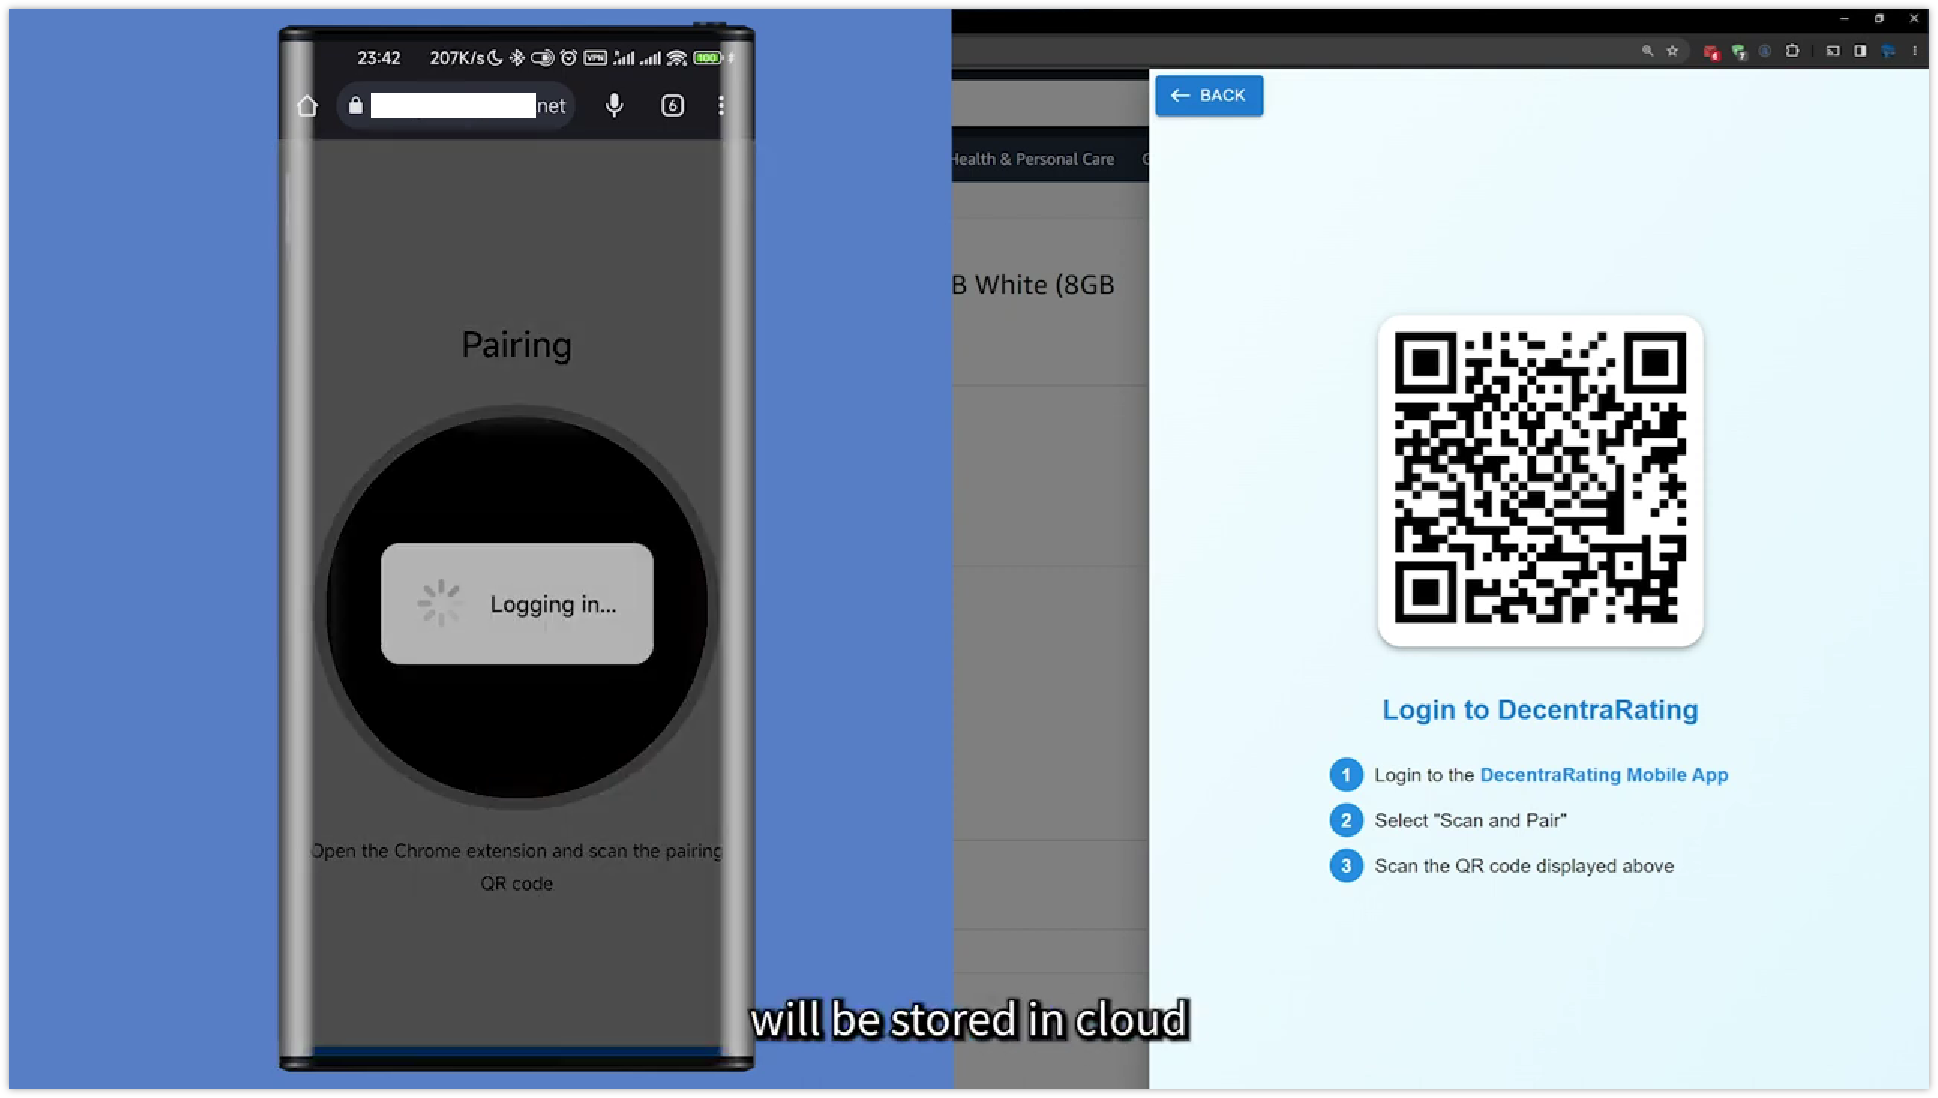 23:42 207K/s VPN 100
net 6
Pairing
Logging in...
Open the Chrome extension and scan the pairing
QR code
BACK
Health & Personal Care
B White (8GB
Login to DecentraRating
1 Login to the DecentraRating Mobile App
2 Select "Scan and Pair"
3 Scan the QR code displayed above
will be stored in cloud